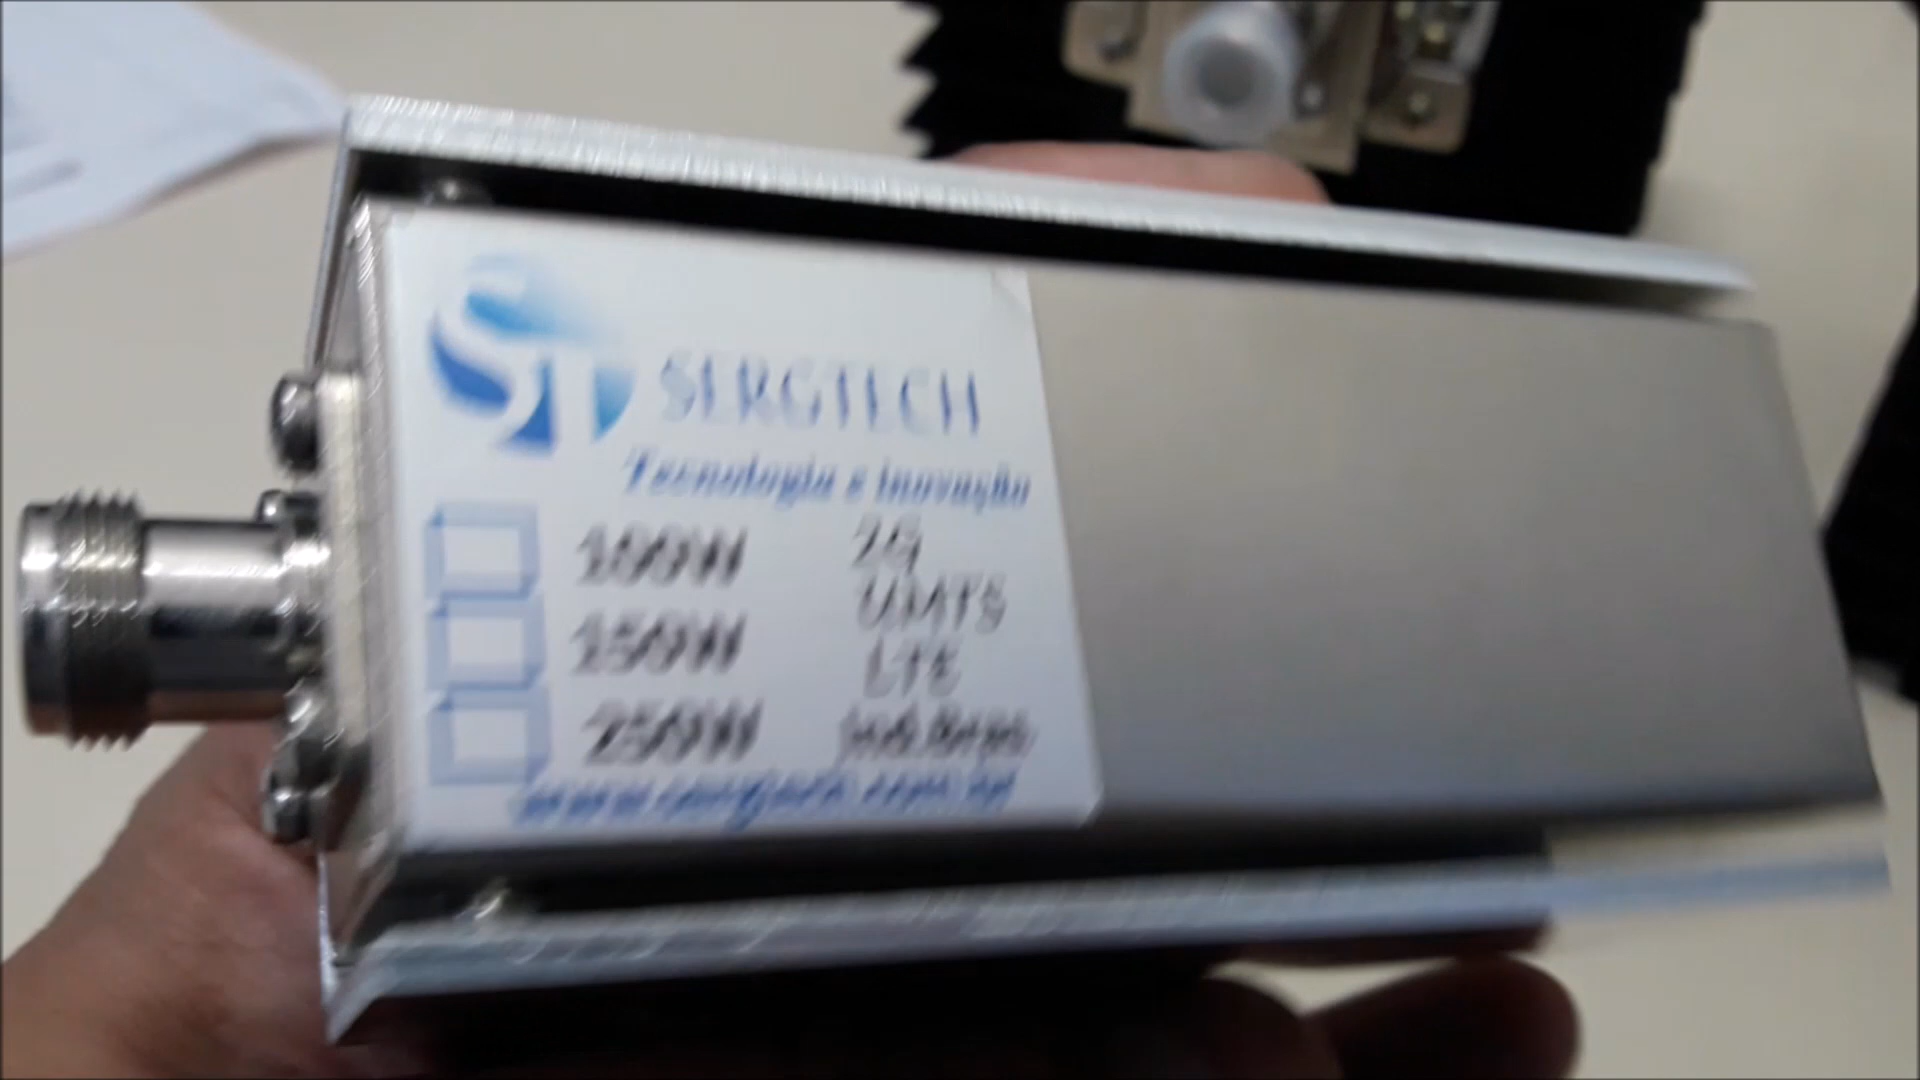 ST SERGTECH
Tecnologia e inovação
100W 2G
UMTS
150W LTE
250W